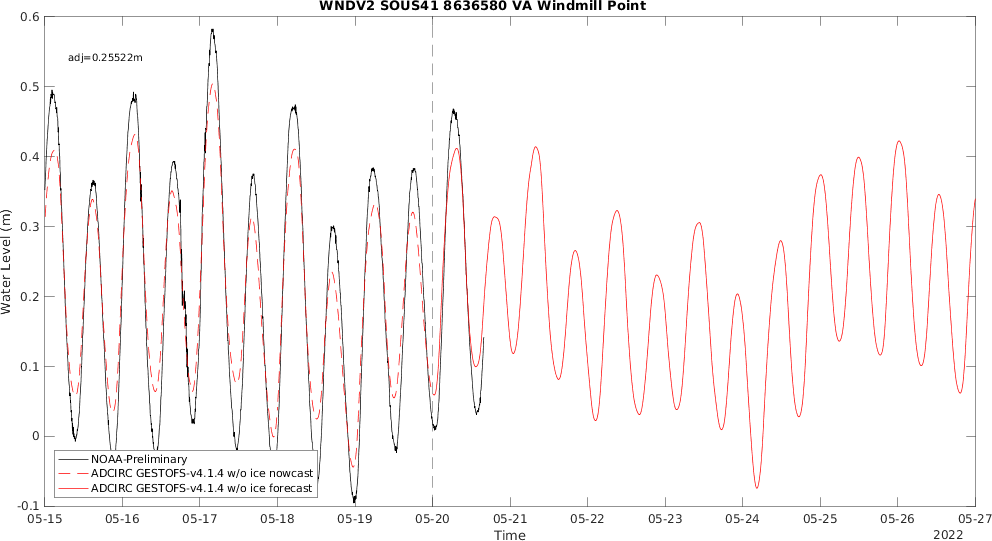 WNDV2 SOUS41 8636580 VA Windmill Point
adj=0.25522m
0.6
0.5
0.4
0.3
0.2
0.1
0
-0.1
Water Level (m)
NOAA-Preliminary
ADCIRC GESTOFS-v4.1.4 w/o ice nowcast
ADCIRC GESTOFS-v4.1.4 w/o ice forecast
05-15 05-16 05-17 05-18 05-19 05-20 05-21 05-22 05-23 05-24 05-25 05-26 05-27
Time
2022